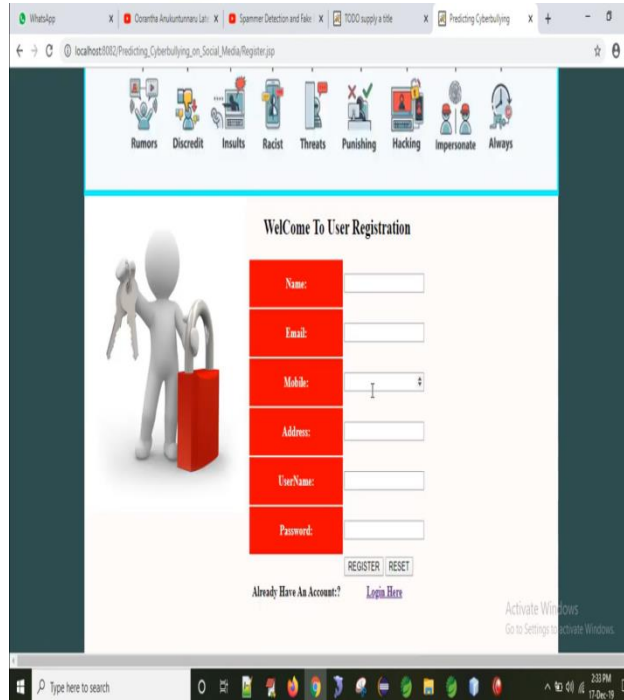 WhatsApp
Oorantha Anukuntunnaru Lat
Spammer Detection and Fake
TODO supply a title
Predicting Cyberbullying
localhost:8082/Predicting_Cyberbullying_on_Social_Media/Register.jsp
Rumors Discredit Insults Racist Threats Punishing Hacking Impersonate Always
WelCome To User Registration
Name:
Email:
Mobile:
Address:
UserName:
Password:
REGISTER RESET
Already Have An Account:? Login Here
Activate Windows
Go to Settings to activate Windows.
Type here to search
2:33 PM
17-Dec-19